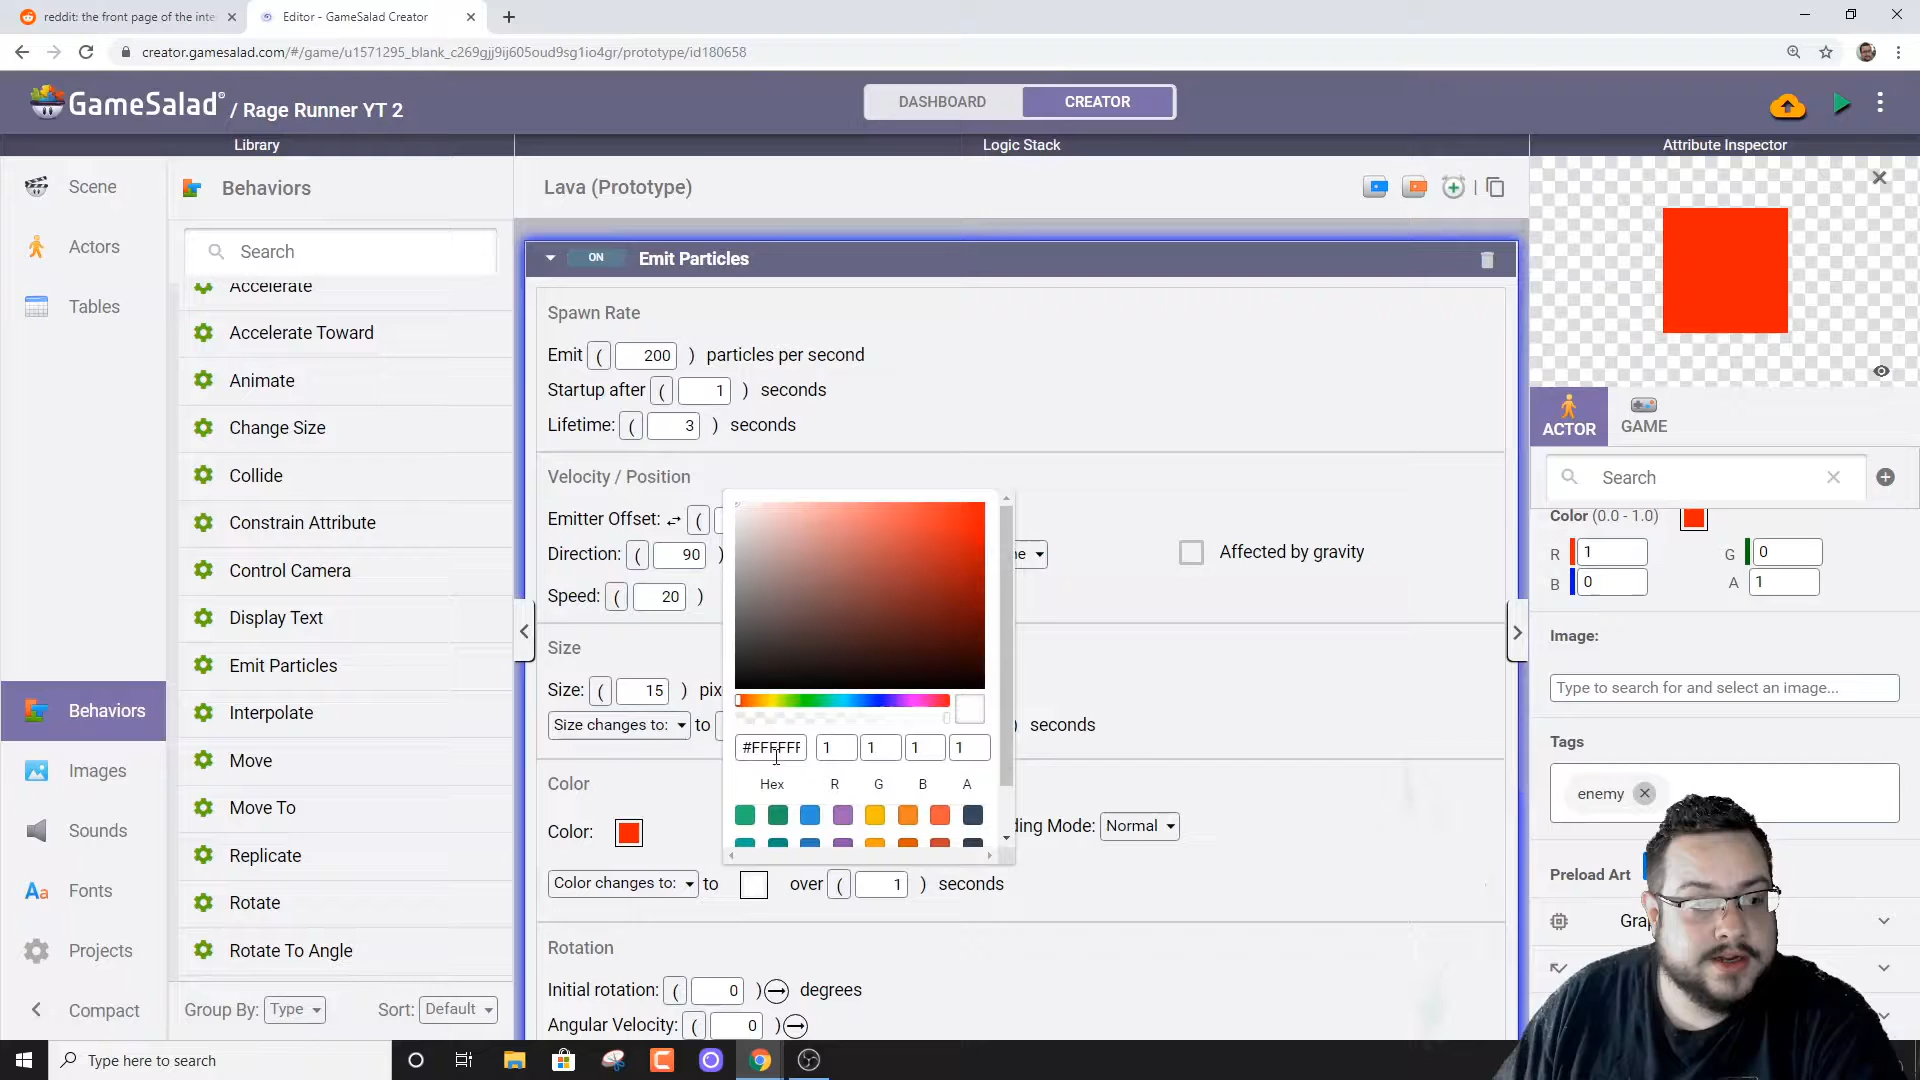 reddit: the front page of the inte
Editor - GameSalad Creator
creator.gamesalad.com/#/game/u1571295_blank_c269gjj9ij605oud9sg1io4gr/prototype/id180658
GameSalad® / Rage Runner YT 2
DASHBOARD
CREATOR
Library
Logic Stack
Attribute Inspector
Scene
Actors
Tables
Behaviors
Images
Sounds
Fonts
Projects
Compact
Behaviors
Search
Accelerate
Accelerate Toward
Animate
Change Size
Collide
Constrain Attribute
Control Camera
Display Text
Emit Particles
Interpolate
Move
Move To
Replicate
Rotate
Rotate To Angle
Group By: Type
Sort: Default
Lava (Prototype)
ON Emit Particles
Spawn Rate
Emit ( 200 ) particles per second
Startup after ( 1 ) seconds
Lifetime: ( 3 ) seconds
Velocity / Position
Emitter Offset: (
Direction: ( 90 )
Affected by gravity
Speed: ( 20 )
Size
Size: ( 15 ) pix
Size changes to: to ) seconds
#FFFFFF 1 1 1 1
Hex R G B A
Color
Color:
ding Mode: Normal
Color changes to: to over ( 1 ) seconds
Rotation
Initial rotation: ( 0 ) degrees
Angular Velocity: ( 0 )
ACTOR
GAME
Search
Color (0.0 - 1.0)
R 1
G 0
B 0
A 1
Image:
Type to search for and select an image...
Tags
enemy
Preload Art
Gra
Type here to search